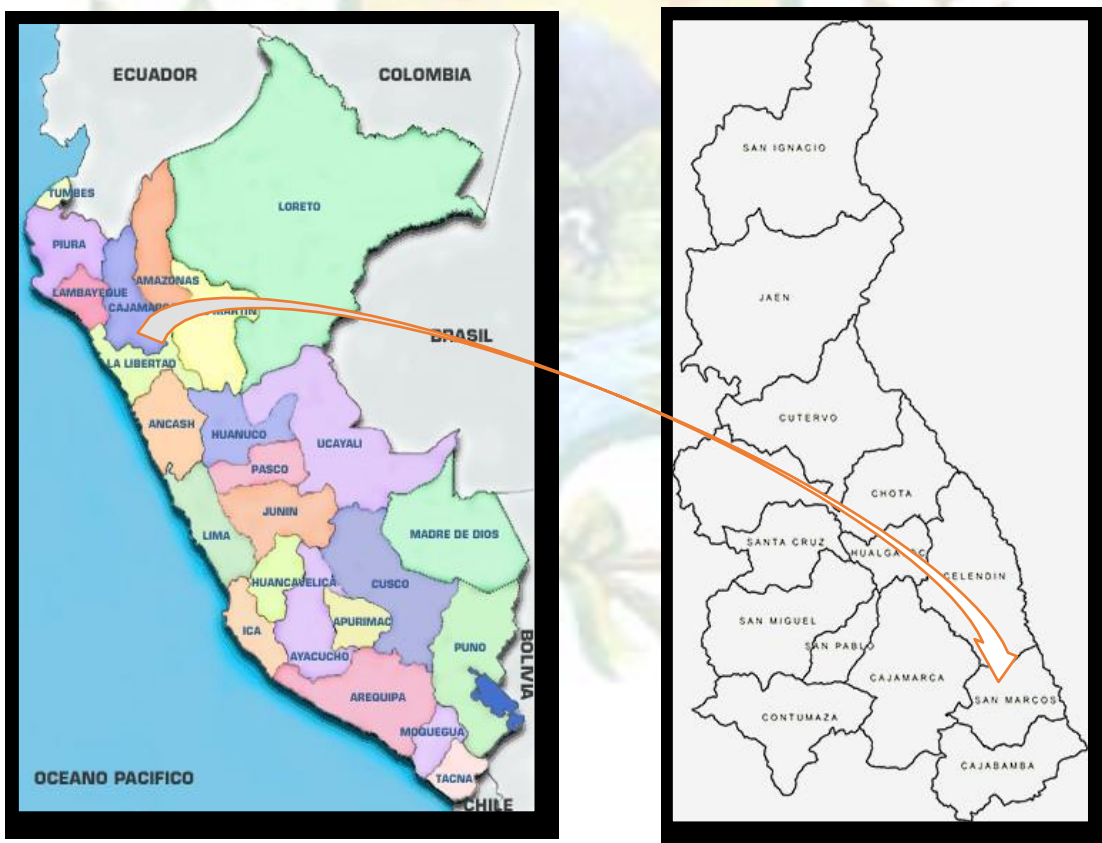 ECUADOR
COLOMBIA
TUMBES
LORETO
PIURA
AMAZONAS
LAMBAYEQUE
BRASIL
LA LIBERTAD
ANCASH
HUANUCO
UCAYALI
PASCO
JUNIN
LIMA
MADRE DE DIOS
HUANCAVELICA
CUSCO
APURIMAC
ICA
AYACUCHO
PUNO
BOLIVIA
AREQUIPA
MOQUEGUA
TACNA
OCEANO PACIFICO
CHILE
SAN IGNACIO
JAEN
CUTERVO
CHOTA
SANTA CRUZ
CELENDIN
SAN MIGUEL
SAN PABLO
CAJAMARCA
SAN MARCOS
CONTUMAZA
CAJABAMBA